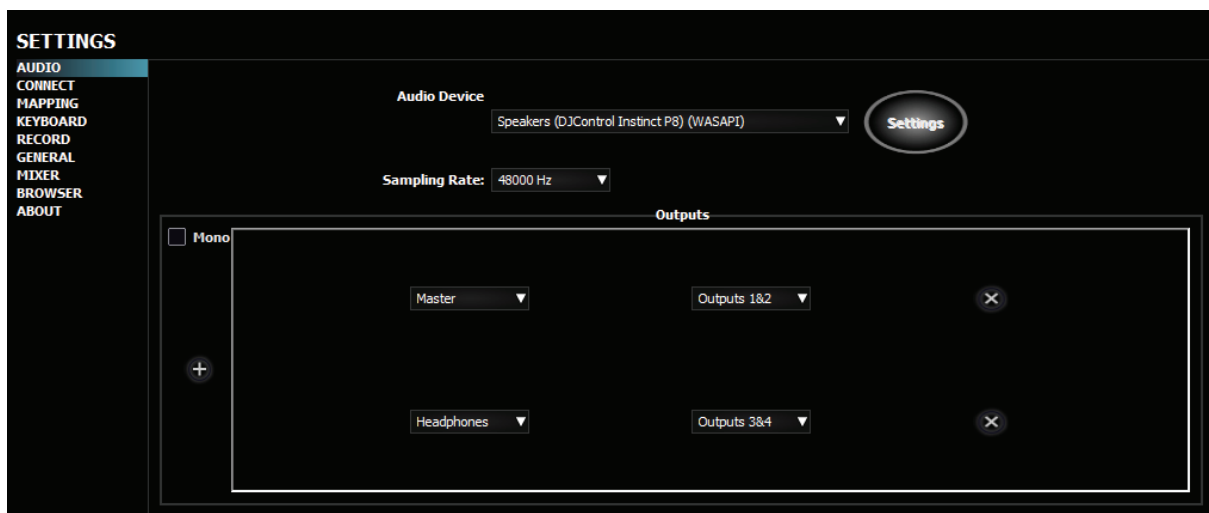 SETTINGS
AUDIO
CONNECT
MAPPING
KEYBOARD
RECORD
GENERAL
MIXER
BROWSER
ABOUT
Audio Device
Speakers (DJControl Instinct P8) (WASAPI)
Settings
Sampling Rate: 48000 Hz
Outputs
Mono
Master Outputs 1&2
Headphones Outputs 3&4